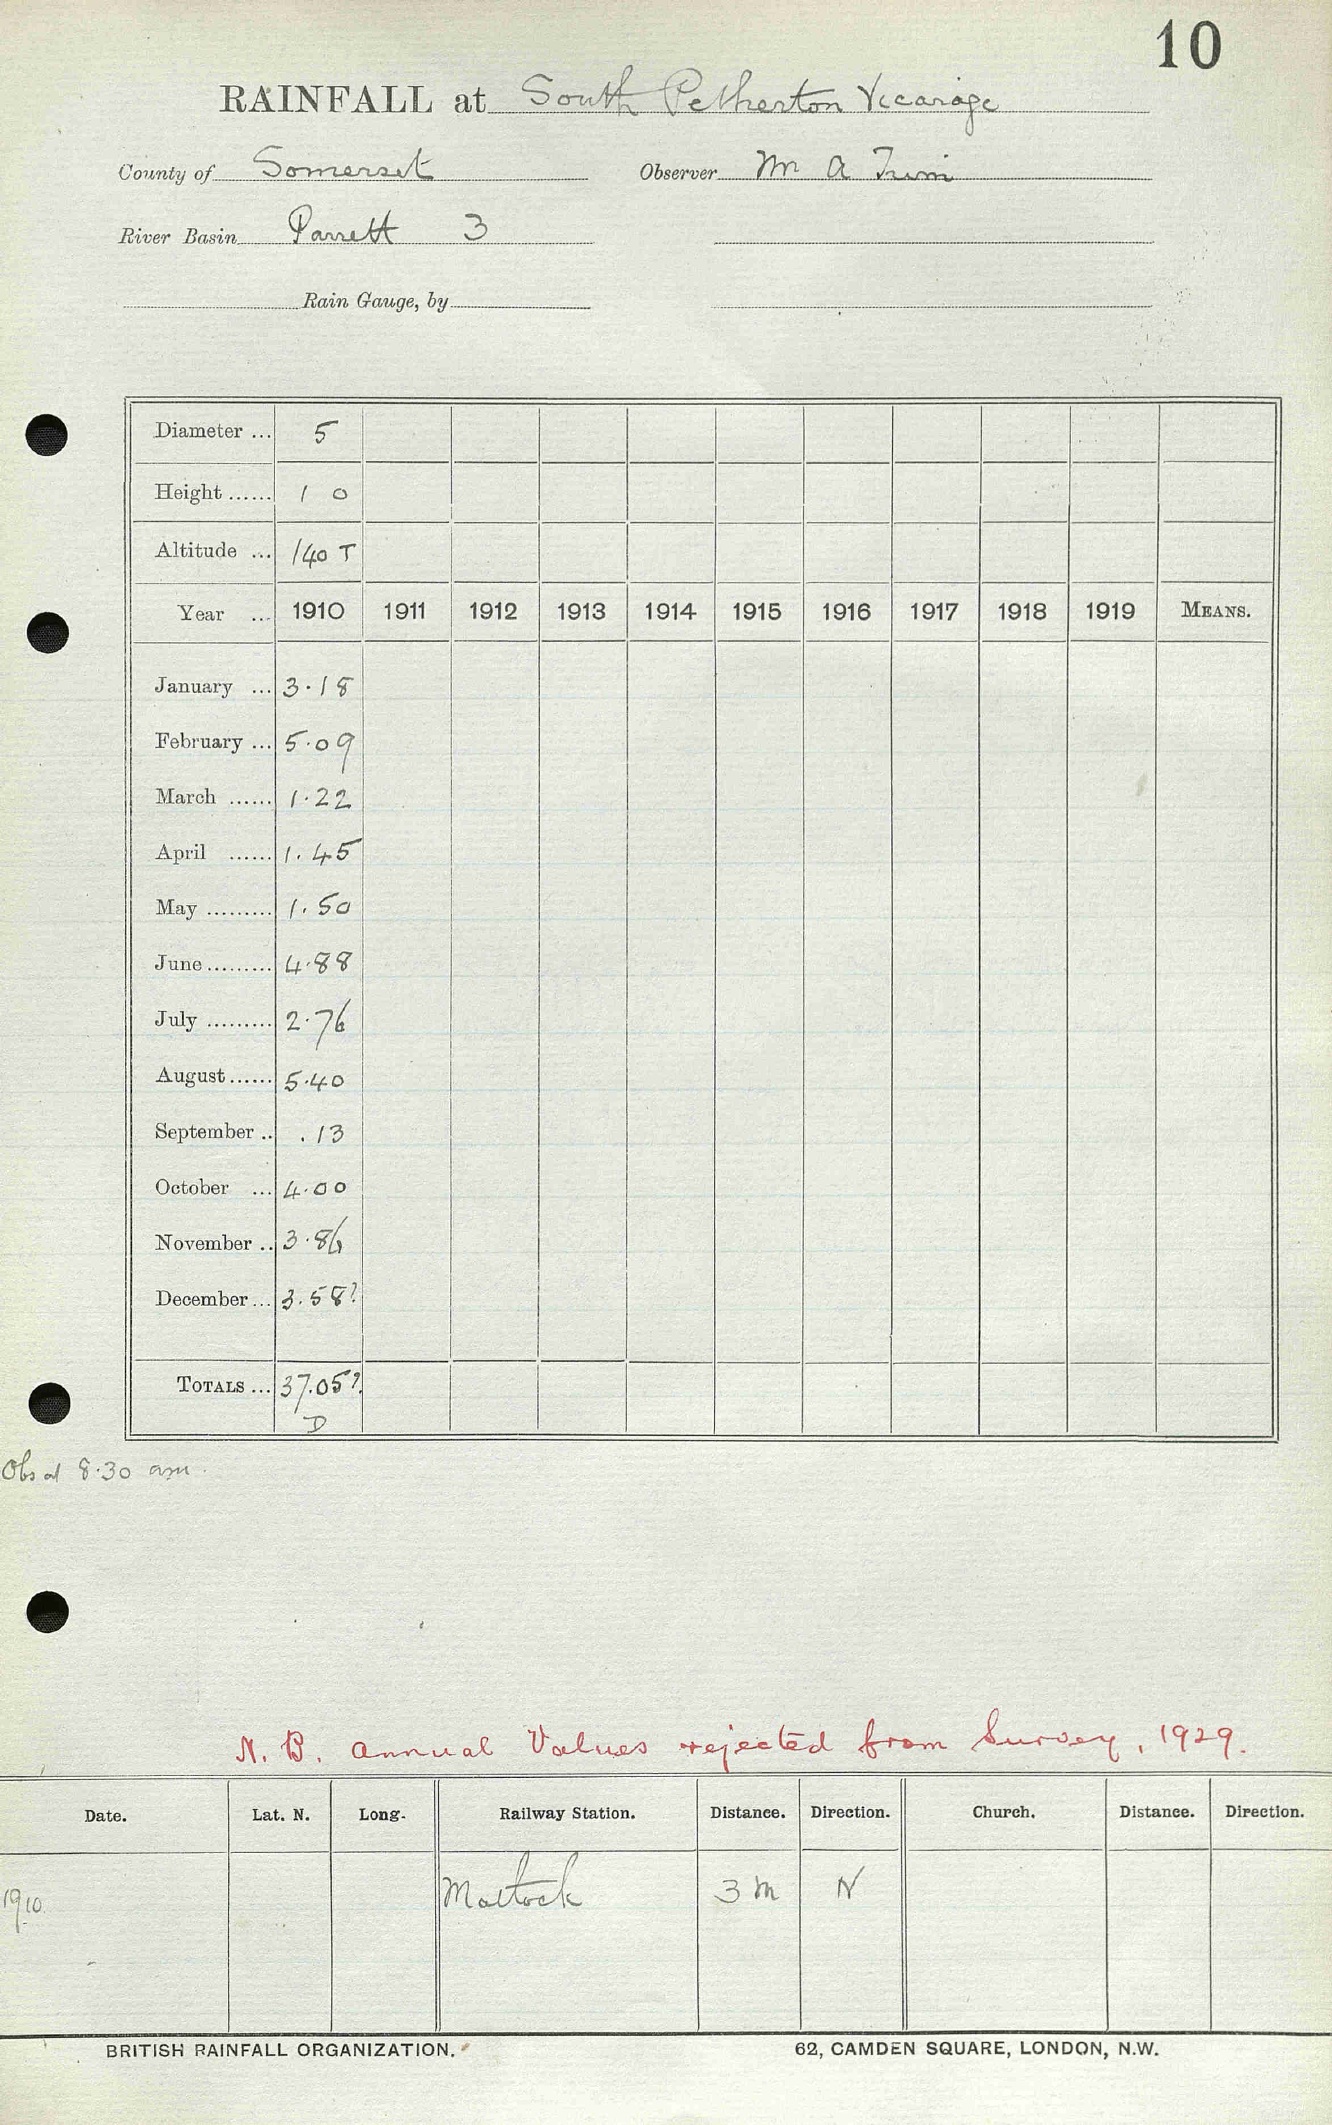 10
RAINFALL at South Petherton Vicarage
County of Somerset Observer Mr A Trim
River Basin Parrett 3
Rain Gauge, by
Diameter ... 5
Height ...... 1 0
Altitude ... 140 T
Year ... 1910 1911 1912 1913 1914 1915 1916 1917 1918 1919 MEANS.
January ... 3.18
February ... 5.09
March ...... 1.22
April ...... 1.45
May ......... 1.50
June ......... 4.88
July ......... 2.76
August ...... 5.40
September .. .13
October ... 4.00
November .. 3.86
December ... 3.58?
TOTALS ... 37.05?
D
Obs at 8.30 am.
N.B. Annual Values rejected from Survey, 1929.
Date. Lat. N. Long. Railway Station. Distance. Direction. Church. Distance. Direction.
1910. Martock 3 m N
BRITISH RAINFALL ORGANIZATION. 62, CAMDEN SQUARE, LONDON, N.W.